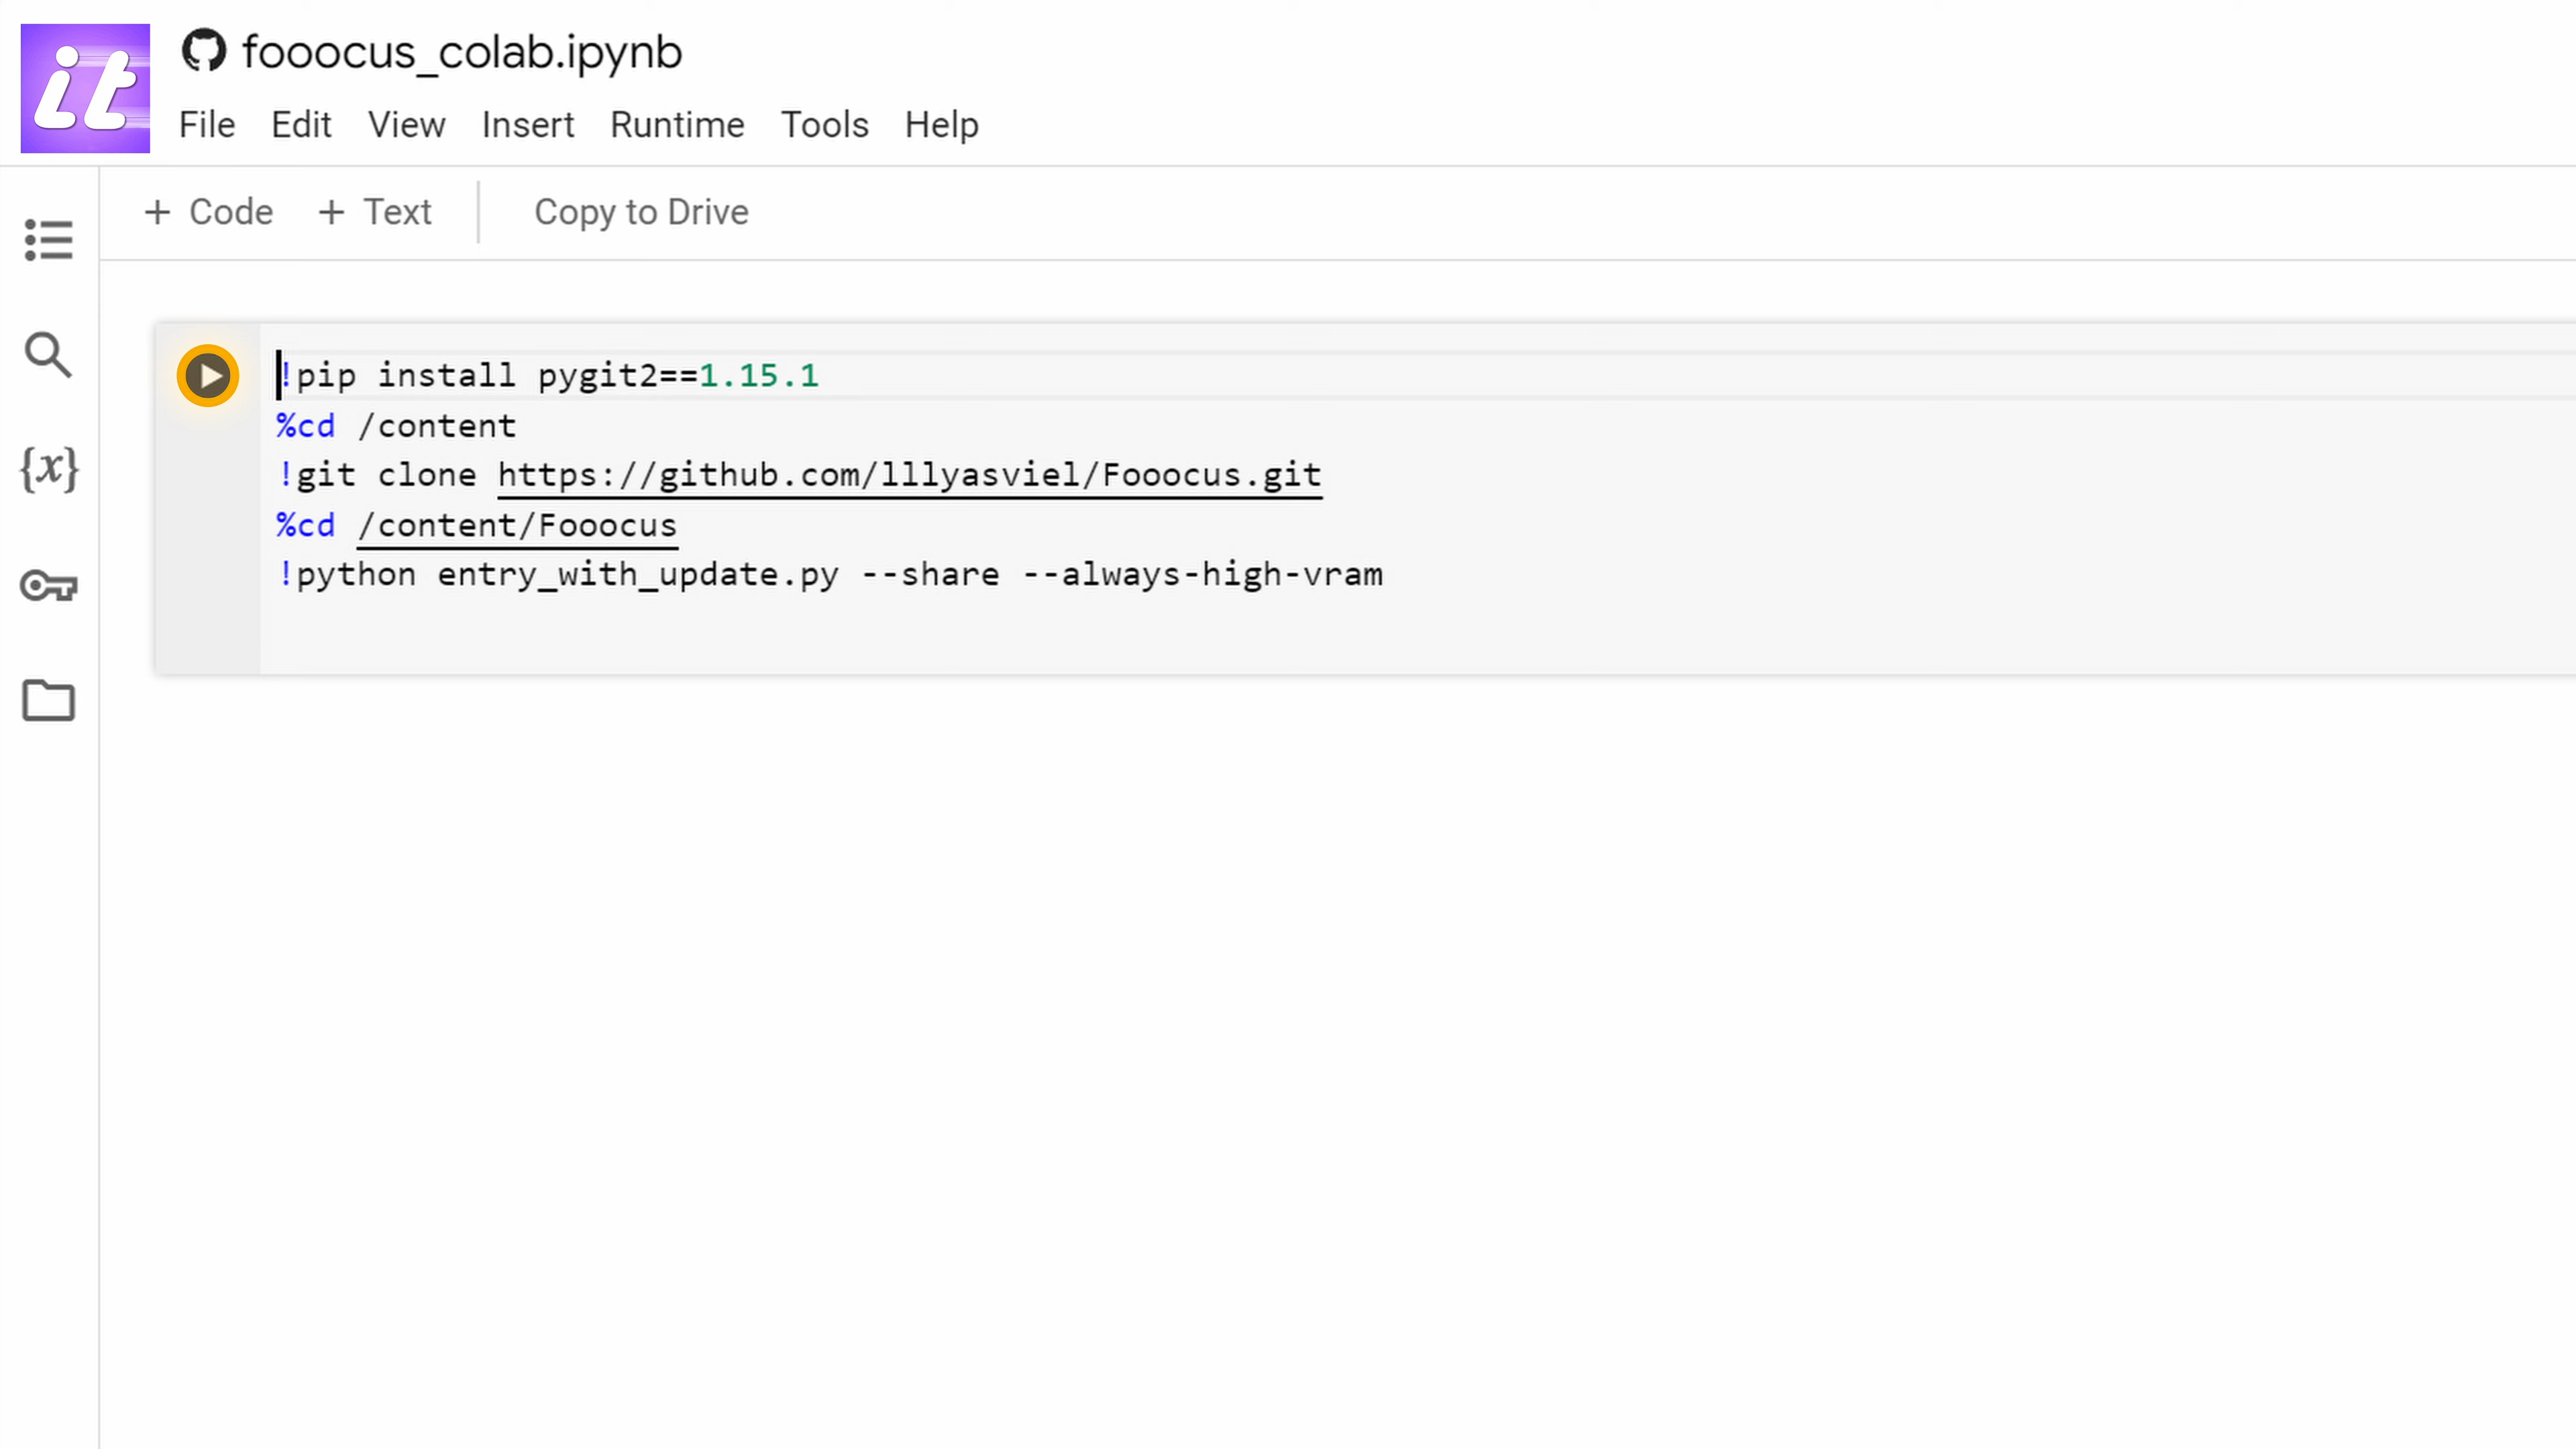 it
fooocus_colab.ipynb
File Edit View Insert Runtime Tools Help
+ Code + Text Copy to Drive
!pip install pygit2==1.15.1
%cd /content
!git clone https://github.com/lllyasviel/Fooocus.git
%cd /content/Fooocus
!python entry_with_update.py --share --always-high-vram
{x}